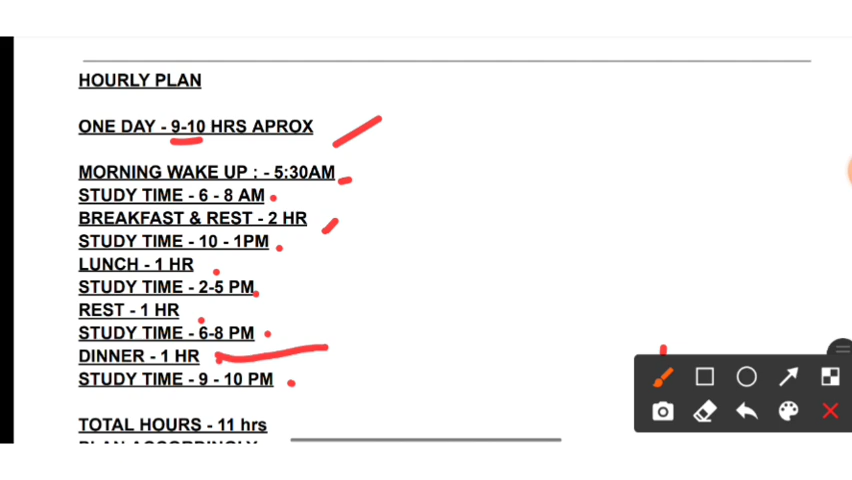 HOURLY PLAN
ONE DAY - 9-10 HRS APROX
MORNING WAKE UP : - 5:30AM
STUDY TIME - 6 - 8 AM
BREAKFAST & REST - 2 HR
STUDY TIME - 10 - 1PM
LUNCH - 1 HR
STUDY TIME - 2-5 PM
REST - 1 HR
STUDY TIME - 6-8 PM
DINNER - 1 HR
STUDY TIME - 9 - 10 PM
TOTAL HOURS - 11 hrs
PLAN ACCORDINGLY